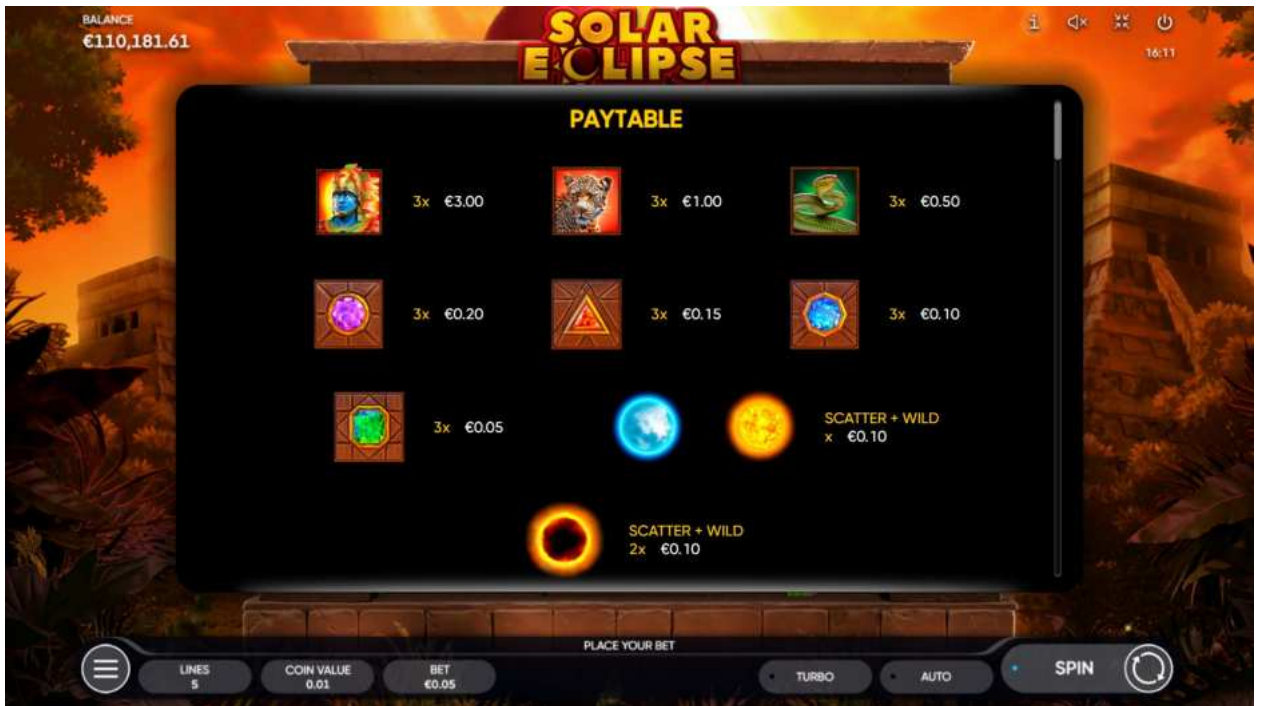 BALANCE
€110,181.61
SOLAR
ECLIPSE
16:11
PAYTABLE
3x €3.00
3x €1.00
3x €0.50
3x €0.20
3x €0.15
3x €0.10
3x €0.05
SCATTER + WILD
x €0.10
SCATTER + WILD
2x €0.10
PLACE YOUR BET
LINES
5
COIN VALUE
0.01
BET
€0.05
TURBO
AUTO
SPIN